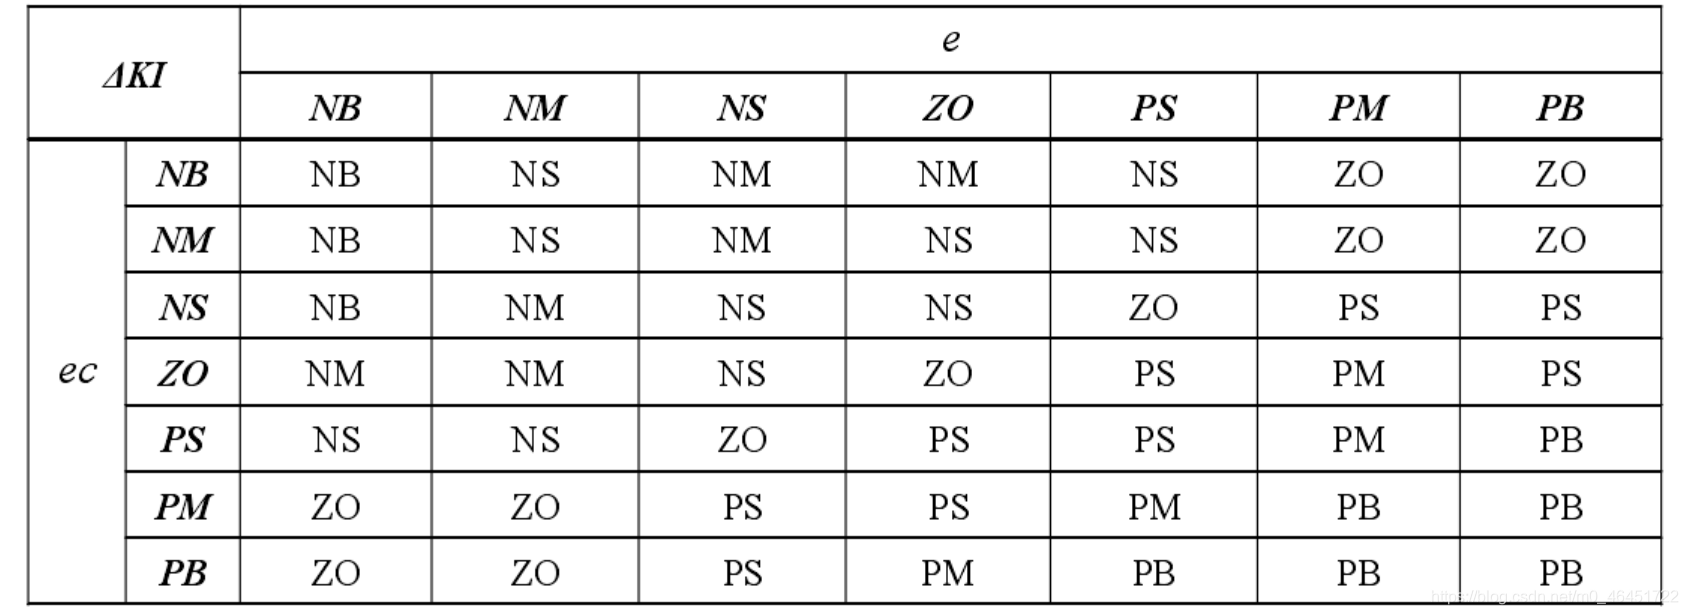 ΔKI e
NB NM NS ZO PS PM PB
NB NB NS NM NM NS ZO ZO
NM NB NS NM NS NS ZO ZO
NS NB NM NS NS ZO PS PS
ec ZO NM NM NS ZO PS PM PS
PS NS NS ZO PS PS PM PB
PM ZO ZO PS PS PM PB PB
PB ZO ZO PS PM PB PB PB
https://blog.csdn.net/m0_46451722